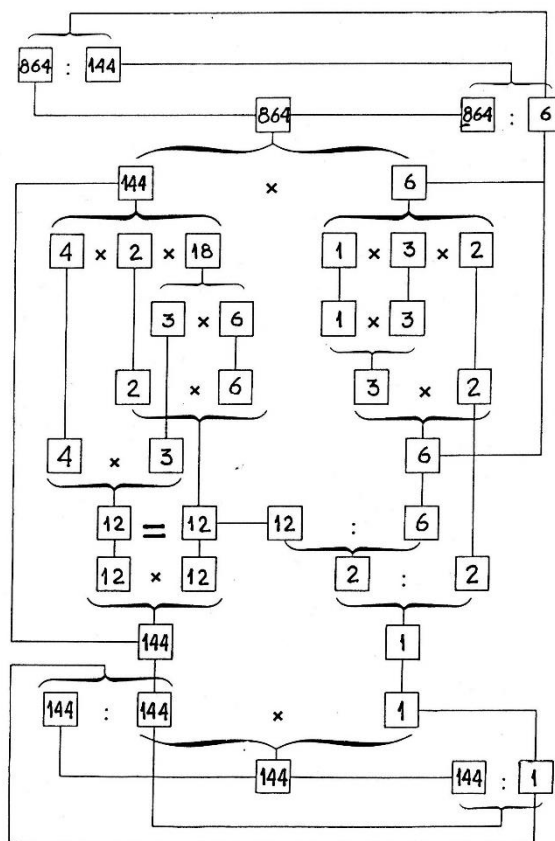 864 : 144
864 864 : 6
144 × 6
4 × 2 × 18 1 × 3 × 2
3 × 6 1 × 3
2 × 6 3 × 2
4 × 3 6
12 = 12 12 : 6
12 × 12 2 : 2
144 1
144 : 144 × 1
144 144 : 1